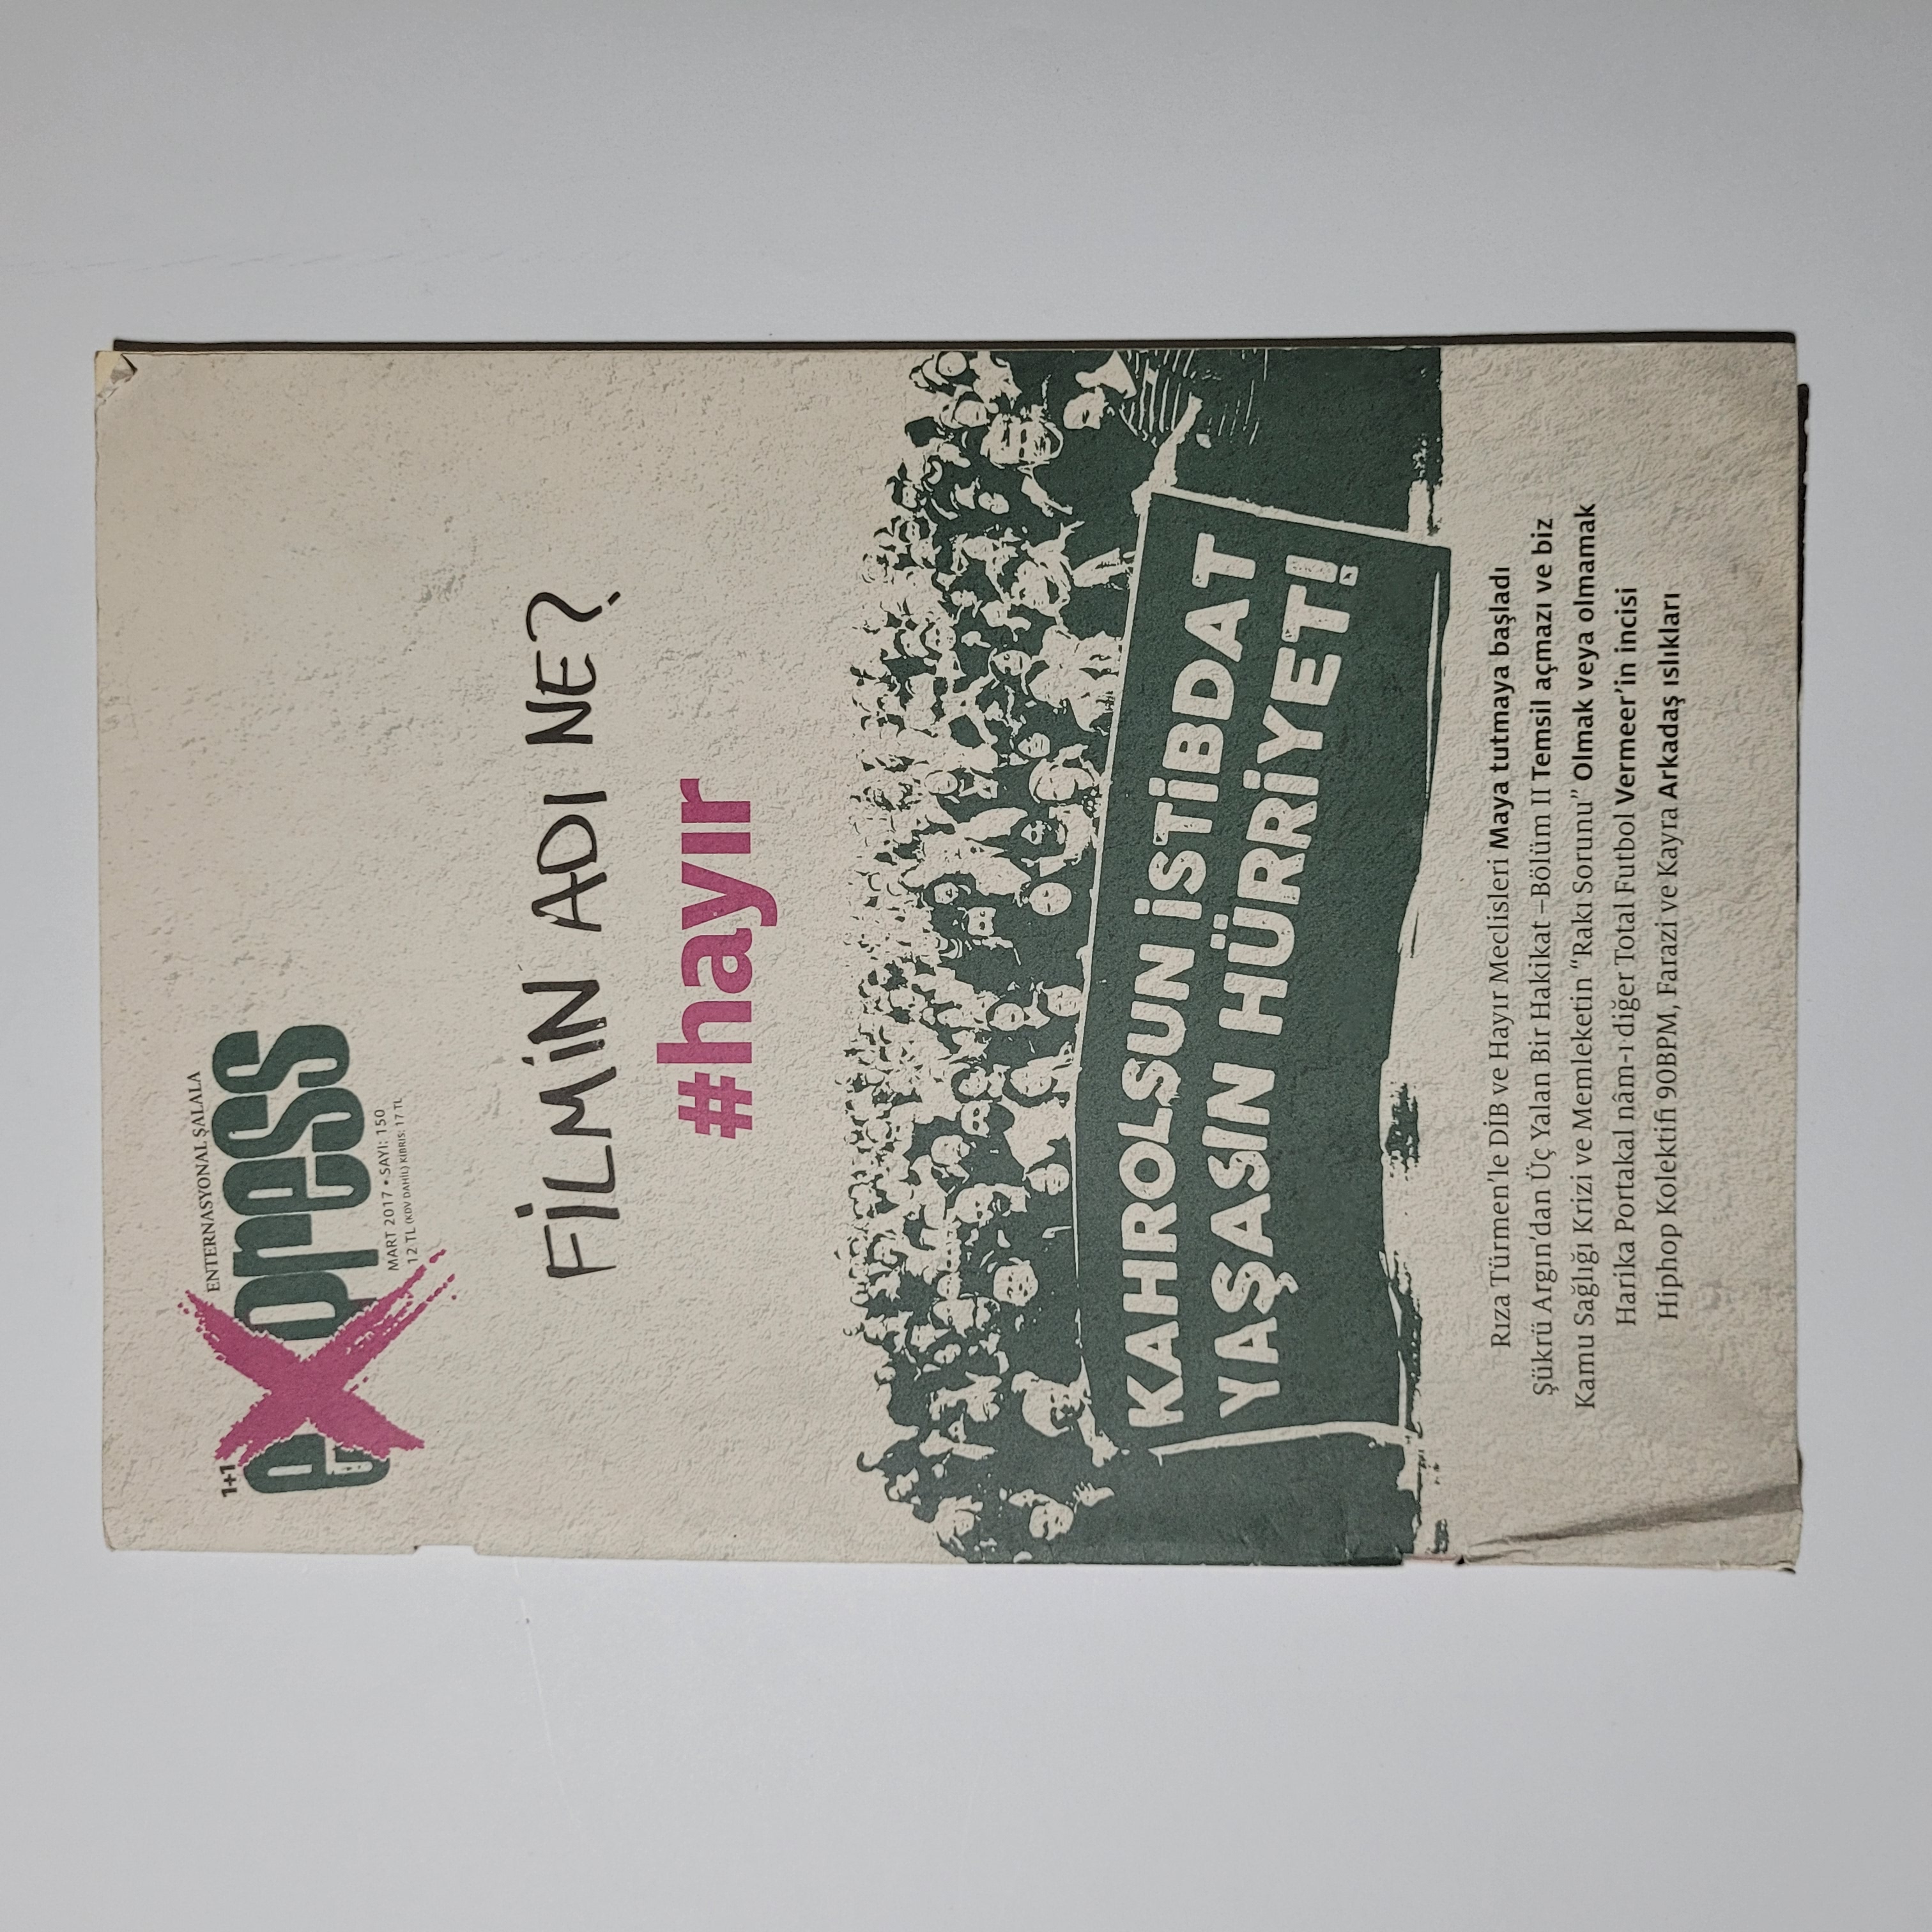 ENTERNASYONAL ŞALALA
1+1
express
MART 2017 • SAYI: 150
12 TL (KDV DAHİL) KIBRIS: 17 TL
FİLMİN ADI NE?
#hayır
KAHROLSUN İSTİBDAT
YAŞASIN HÜRRİYET!
Rıza Türmen'le DİB ve Hayır Meclisleri Maya tutmaya başladı
Şükrü Argın'dan Üç Yalan Bir Hakikat –Bölüm II Temsil açmazı ve biz
Kamu Sağlığı Krizi ve Memleketin "Rakı Sorunu" Olmak veya olmamak
Harika Portakal nâm-ı diğer Total Futbol Vermeer'in incisi
Hiphop Kolektifi 90BPM, Farazi ve Kayra Arkadaş ıslıkları